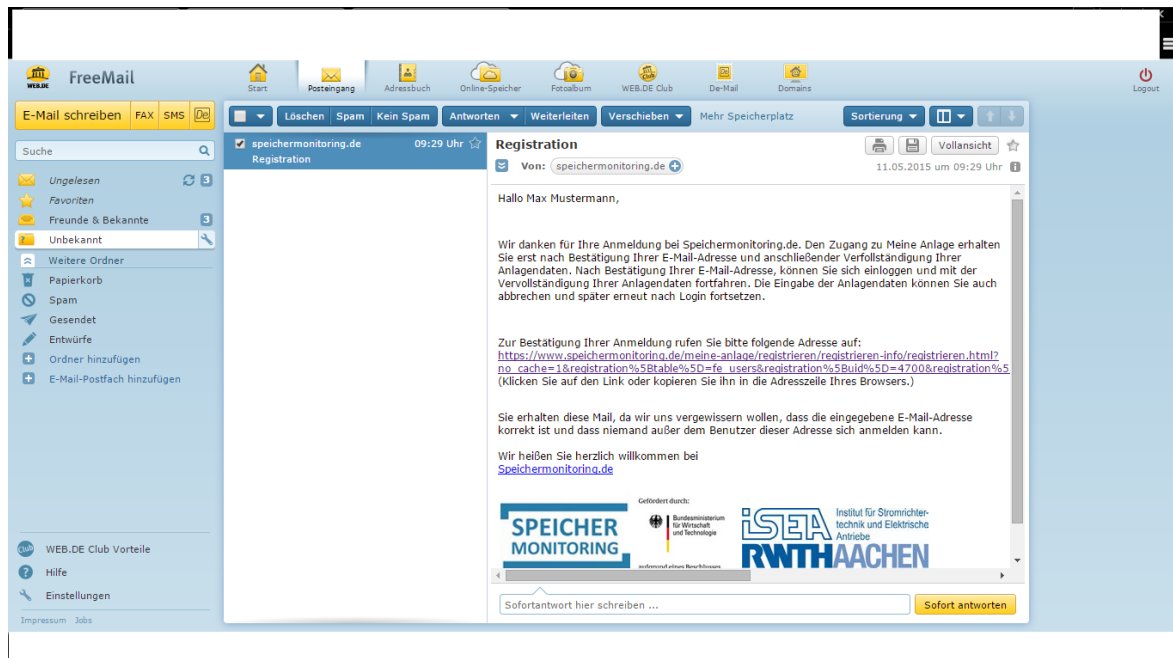 WEB.DE
FreeMail
Start
Posteingang
Adressbuch
Online-Speicher
Fotoalbum
WEB.DE Club
De-Mail
Domains
Logout
E-Mail schreiben FAX SMS De
Löschen Spam Kein Spam Antworten Weiterleiten Verschieben Mehr Speicherplatz Sortierung
Suche
Ungelesen 3
Favoriten
Freunde & Bekannte 3
Unbekannt
Weitere Ordner
Papierkorb
Spam
Gesendet
Entwürfe
Ordner hinzufügen
E-Mail-Postfach hinzufügen
WEB.DE Club Vorteile
Hilfe
Einstellungen
Impressum Jobs
speichermonitoring.de 09:29 Uhr
Registration
Registration
Vollansicht
Von: speichermonitoring.de
11.05.2015 um 09:29 Uhr
Hallo Max Mustermann,
Wir danken für Ihre Anmeldung bei Speichermonitoring.de. Den Zugang zu Meine Anlage erhalten
Sie erst nach Bestätigung Ihrer E-Mail-Adresse und anschließender Verfollständigung Ihrer
Anlagendaten. Nach Bestätigung Ihrer E-Mail-Adresse, können Sie sich einloggen und mit der
Vervollständigung Ihrer Anlagendaten fortfahren. Die Eingabe der Anlagendaten können Sie auch
abbrechen und später erneut nach Login fortsetzen.
Zur Bestätigung Ihrer Anmeldung rufen Sie bitte folgende Adresse auf:
https://www.speichermonitoring.de/meine-anlage/registrieren/registrieren-info/registrieren.html?
no_cache=1&registration%5Btable%5D=fe_users&registration%5Buid%5D=4700&registration%5
(Klicken Sie auf den Link oder kopieren Sie ihn in die Adresszeile Ihres Browsers.)
Sie erhalten diese Mail, da wir uns vergewissern wollen, dass die eingegebene E-Mail-Adresse
korrekt ist und dass niemand außer dem Benutzer dieser Adresse sich anmelden kann.
Wir heißen Sie herzlich willkommen bei
Speichermonitoring.de
SPEICHER
MONITORING
Gefördert durch:
Bundesministerium
für Wirtschaft
und Technologie
aufgrund eines Beschlusses
ISEA
Institut für Stromrichter-
technik und Elektrische
Antriebe
RWTHAACHEN
Sofortantwort hier schreiben ...
Sofort antworten